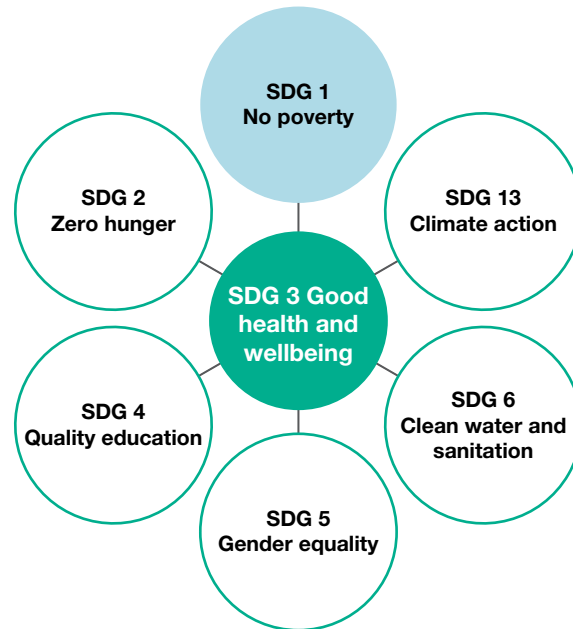 SDG 1
No poverty
SDG 2
Zero hunger
SDG 13
Climate action
SDG 3 Good
health and
wellbeing
SDG 4
Quality education
SDG 6
Clean water and
sanitation
SDG 5
Gender equality